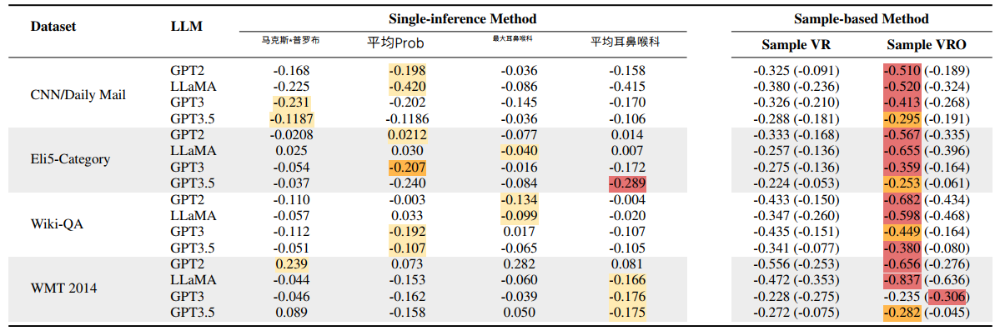 Dataset LLM Single-inference Method Sample-based Method
马克斯•普罗布 平均Prob 最大耳鼻喉科 平均耳鼻喉科 Sample VR Sample VRO
CNN/Daily Mail GPT2 -0.168 -0.198 -0.036 -0.158 -0.325 (-0.091) -0.510 (-0.189)
LLaMA -0.225 -0.420 -0.086 -0.415 -0.380 (-0.236) -0.520 (-0.324)
GPT3 -0.231 -0.202 -0.145 -0.170 -0.326 (-0.210) -0.413 (-0.268)
GPT3.5 -0.1187 -0.1186 -0.036 -0.106 -0.288 (-0.181) -0.295 (-0.191)
Eli5-Category GPT2 -0.0208 0.0212 -0.077 0.014 -0.333 (-0.168) -0.567 (-0.335)
LLaMA 0.025 0.030 -0.040 0.007 -0.257 (-0.136) -0.655 (-0.396)
GPT3 -0.054 -0.207 -0.016 -0.172 -0.275 (-0.136) -0.359 (-0.164)
GPT3.5 -0.037 -0.240 -0.084 -0.289 -0.224 (-0.053) -0.253 (-0.061)
Wiki-QA GPT2 -0.110 -0.003 -0.134 -0.004 -0.433 (-0.150) -0.682 (-0.434)
LLaMA -0.057 0.033 -0.099 -0.020 -0.347 (-0.260) -0.598 (-0.468)
GPT3 -0.112 -0.192 0.017 -0.107 -0.435 (-0.151) -0.449 (-0.164)
GPT3.5 -0.051 -0.107 -0.065 -0.105 -0.341 (-0.077) -0.380 (-0.080)
WMT 2014 GPT2 0.239 0.073 0.282 0.081 -0.556 (-0.253) -0.656 (-0.276)
LLaMA -0.044 -0.153 -0.060 -0.166 -0.472 (-0.353) -0.837 (-0.636)
GPT3 -0.046 -0.162 -0.039 -0.176 -0.228 (-0.275) -0.235 (-0.306)
GPT3.5 0.089 -0.158 0.050 -0.175 -0.272 (-0.075) -0.282 (-0.045)